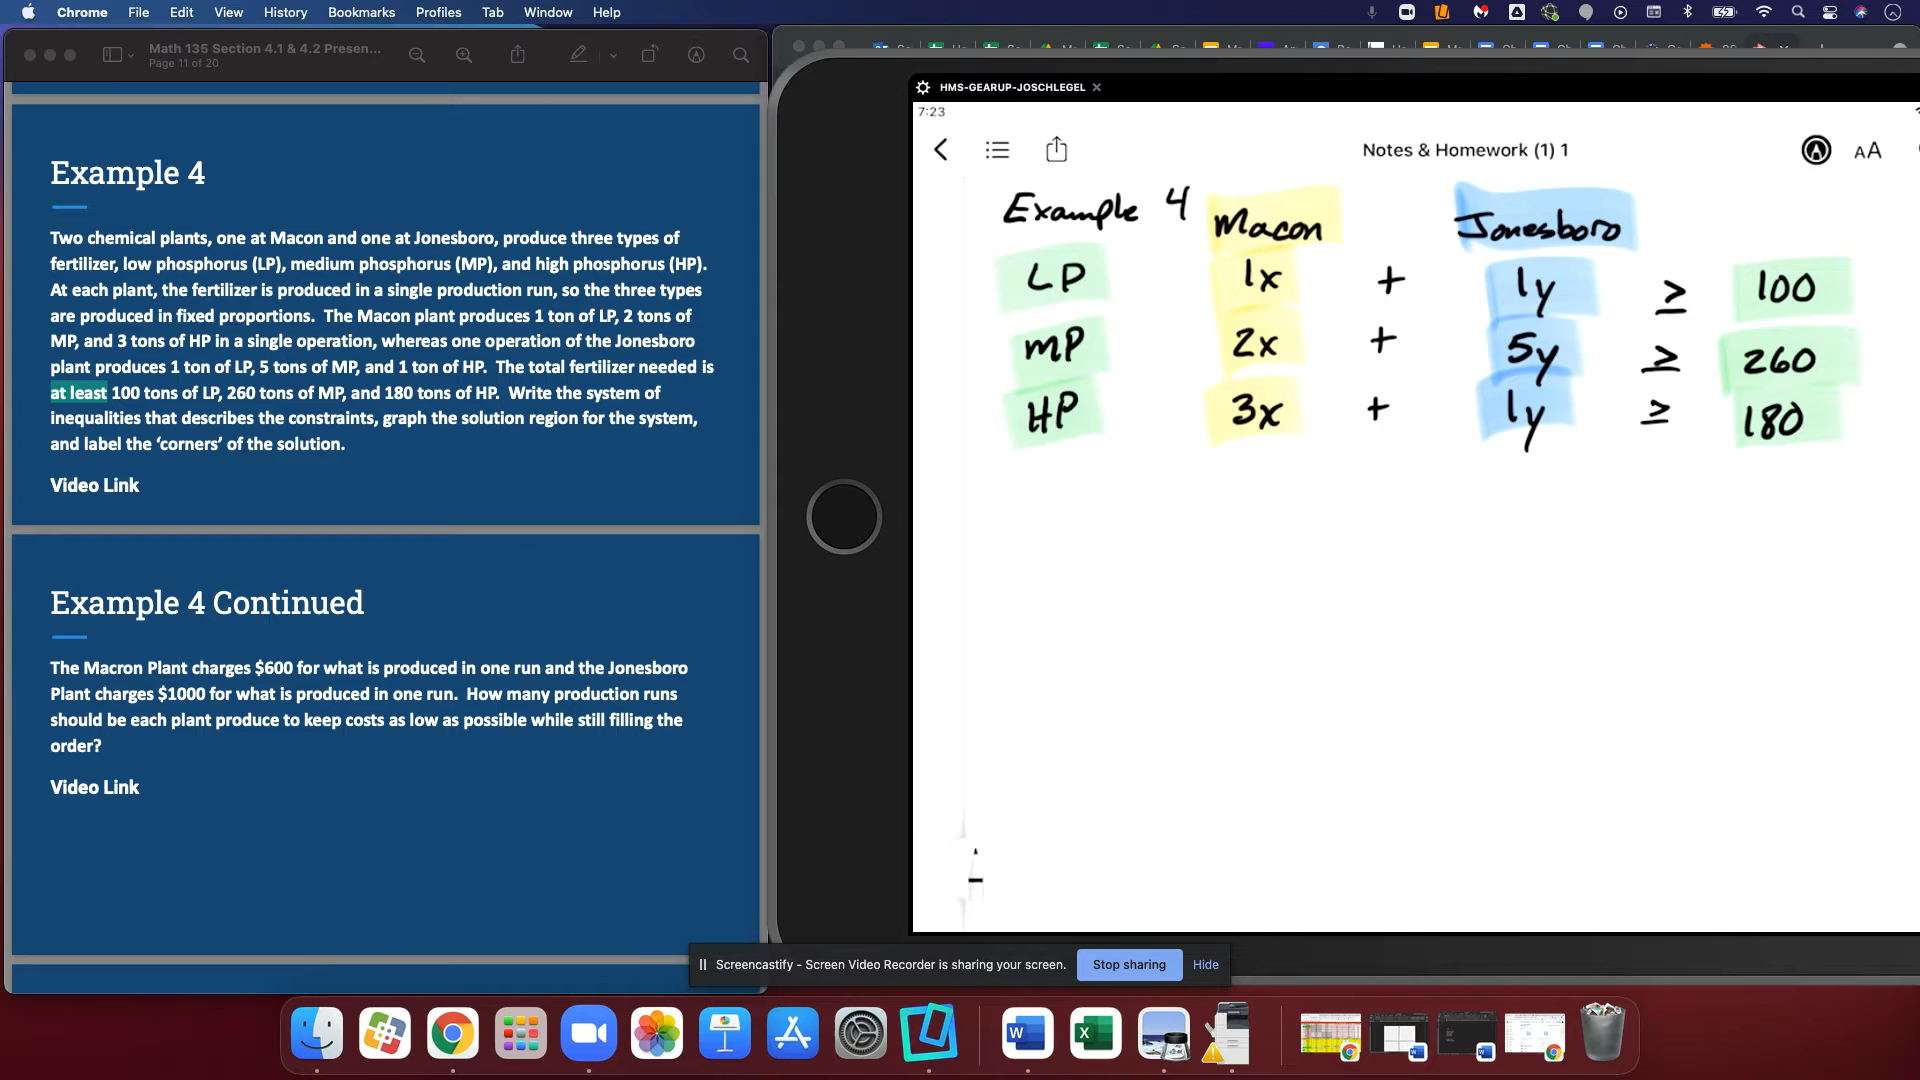 Chrome File Edit View History Bookmarks Profiles Tab Window Help
Math 135 Section 4.1 & 4.2 Presen...
Page 11 of 20
Example 4
Two chemical plants, one at Macon and one at Jonesboro, produce three types of
fertilizer, low phosphorus (LP), medium phosphorus (MP), and high phosphorus (HP).
At each plant, the fertilizer is produced in a single production run, so the three types
are produced in fixed proportions. The Macon plant produces 1 ton of LP, 2 tons of
MP, and 3 tons of HP in a single operation, whereas one operation of the Jonesboro
plant produces 1 ton of LP, 5 tons of MP, and 1 ton of HP. The total fertilizer needed is
at least 100 tons of LP, 260 tons of MP, and 180 tons of HP. Write the system of
inequalities that describes the constraints, graph the solution region for the system,
and label the ‘corners’ of the solution.
Video Link
Example 4 Continued
The Macron Plant charges $600 for what is produced in one run and the Jonesboro
Plant charges $1000 for what is produced in one run. How many production runs
should be each plant produce to keep costs as low as possible while still filling the
order?
Video Link
HMS-GEARUP-JOSCHLEGEL
7:23
Notes & Homework (1) 1
AA
Example 4 Macon Jonesboro
LP 1x + 1y ≥ 100
MP 2x + 5y ≥ 260
HP 3x + 1y ≥ 180
Screencastify - Screen Video Recorder is sharing your screen. Stop sharing Hide